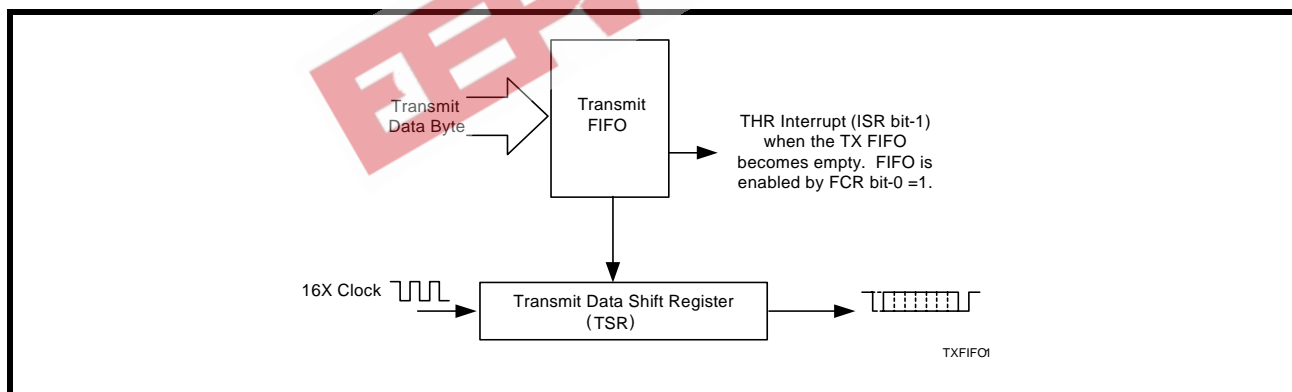 Transmit
Data Byte
Transmit
FIFO
THR Interrupt (ISR bit-1)
when the TX FIFO
becomes empty. FIFO is
enabled by FCR bit-0 =1.
16X Clock
Transmit Data Shift Register
(TSR)
TXFIFO1